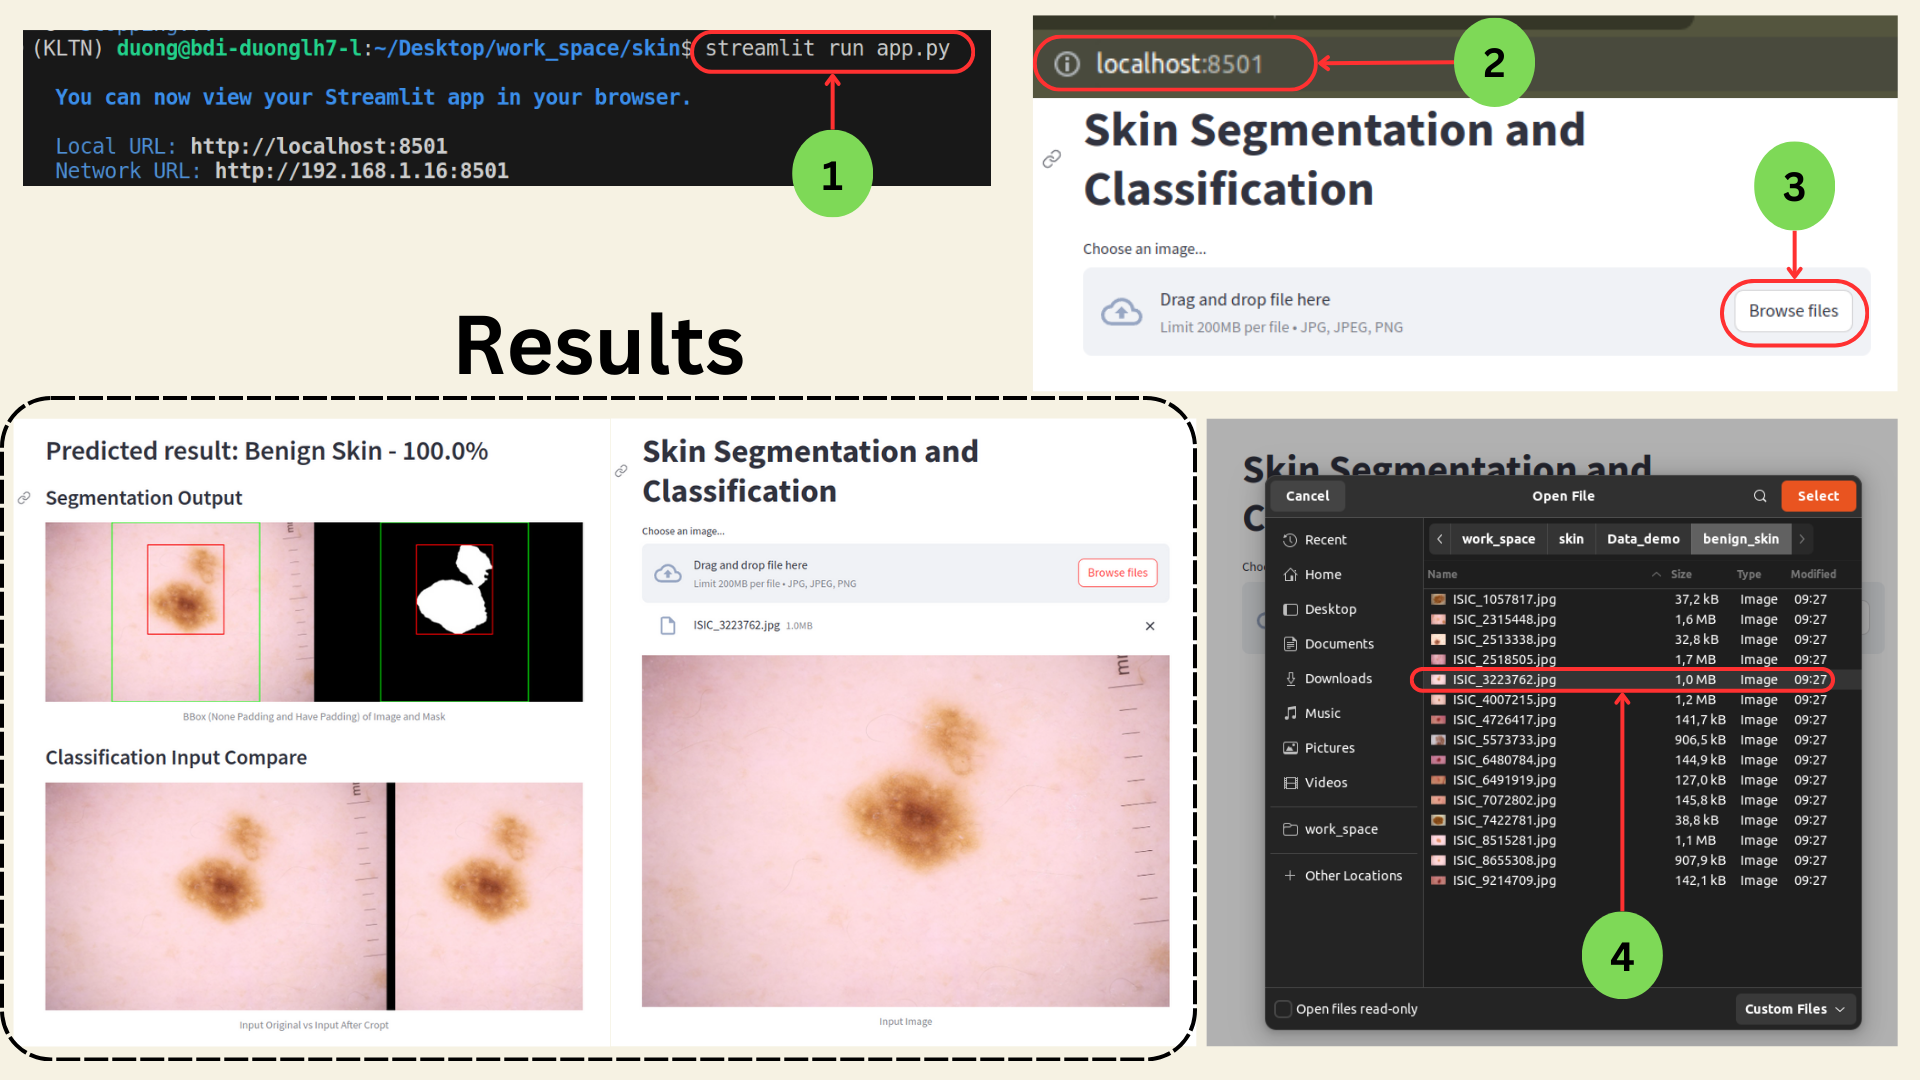 (KLTN) duong@bdi-duonglh7-l:~/Desktop/work_space/skin$ streamlit run app.py
You can now view your Streamlit app in your browser.
Local URL: http://localhost:8501
Network URL: http://192.168.1.16:8501
1
localhost:8501
2
Skin Segmentation and
Classification
3
Choose an image...
Drag and drop file here
Limit 200MB per file • JPG, JPEG, PNG
Browse files
Results
Predicted result: Benign Skin - 100.0%
Segmentation Output
BBox (None Padding and Have Padding) of Image and Mask
Classification Input Compare
Input Original vs Input After Cropt
Skin Segmentation and
Classification
Choose an image...
Drag and drop file here
Limit 200MB per file • JPG, JPEG, PNG
Browse files
ISIC_3223762.jpg 1.0MB
Input Image
Skin Segmentation and
Cancel
Open File
Select
Recent
Home
Desktop
Documents
Downloads
Music
Pictures
Videos
work_space
+ Other Locations
work_space skin Data_demo benign_skin
Name Size Type Modified
ISIC_1057817.jpg 37,2 kB Image 09:27
ISIC_2315448.jpg 1,6 MB Image 09:27
ISIC_2513338.jpg 32,8 kB Image 09:27
ISIC_2518505.jpg 1,7 MB Image 09:27
ISIC_3223762.jpg 1,0 MB Image 09:27
ISIC_4007215.jpg 1,2 MB Image 09:27
ISIC_4726417.jpg 141,7 kB Image 09:27
ISIC_5573733.jpg 906,5 kB Image 09:27
ISIC_6480784.jpg 144,9 kB Image 09:27
ISIC_6491919.jpg 127,0 kB Image 09:27
ISIC_7072802.jpg 145,8 kB Image 09:27
ISIC_7422781.jpg 38,8 kB Image 09:27
ISIC_8515281.jpg 1,1 MB Image 09:27
ISIC_8655308.jpg 907,9 kB Image 09:27
ISIC_9214709.jpg 142,1 kB Image 09:27
4
Open files read-only
Custom Files